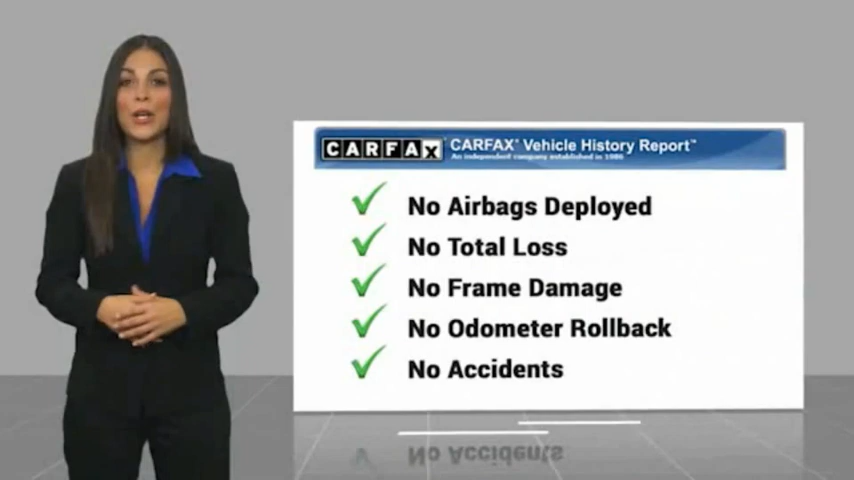 CARFAX CARFAX® Vehicle History Report™
An independent company established in 1986
No Airbags Deployed
No Total Loss
No Frame Damage
No Odometer Rollback
No Accidents
No Accidents